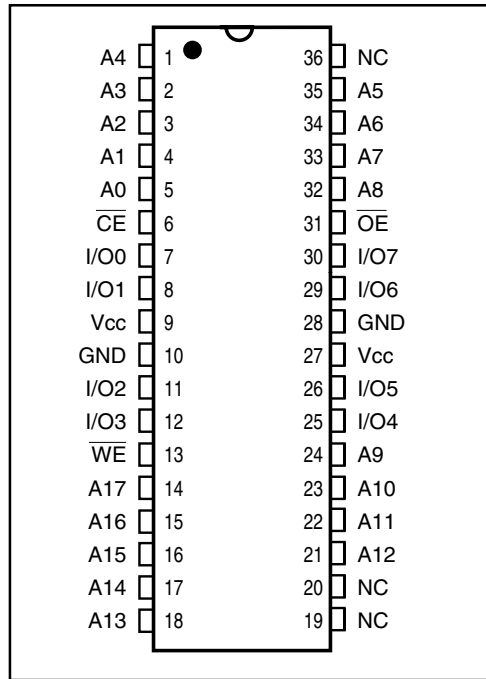 A4 1 36 NC
A3 2 35 A5
A2 3 34 A6
A1 4 33 A7
A0 5 32 A8
C̅E̅ 6 31 O̅E̅
I/O0 7 30 I/O7
I/O1 8 29 I/O6
Vcc 9 28 GND
GND 10 27 Vcc
I/O2 11 26 I/O5
I/O3 12 25 I/O4
W̅E̅ 13 24 A9
A17 14 23 A10
A16 15 22 A11
A15 16 21 A12
A14 17 20 NC
A13 18 19 NC